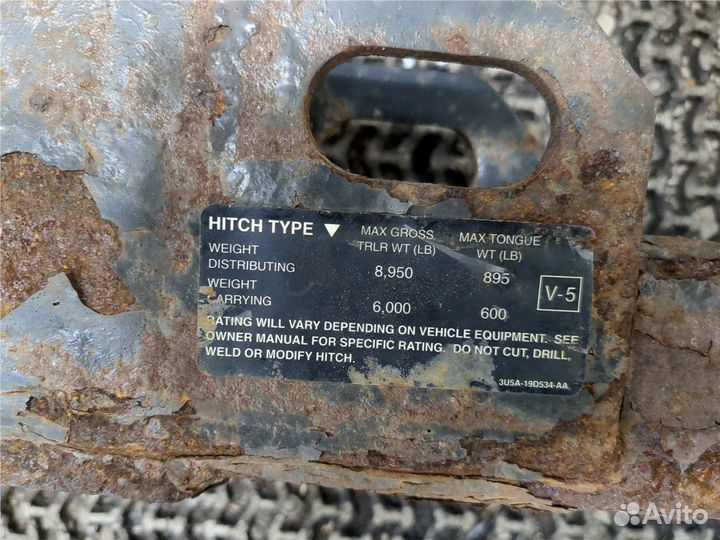 HITCH TYPE ▼ MAX GROSS TRLR WT (LB) MAX TONGUE WT (LB)
WEIGHT DISTRIBUTING 8,950 895
WEIGHT CARRYING 6,000 600
V-5
RATING WILL VARY DEPENDING ON VEHICLE EQUIPMENT. SEE
OWNER MANUAL FOR SPECIFIC RATING. DO NOT CUT, DRILL,
WELD OR MODIFY HITCH.
3U5A-19D534-AA
Avito